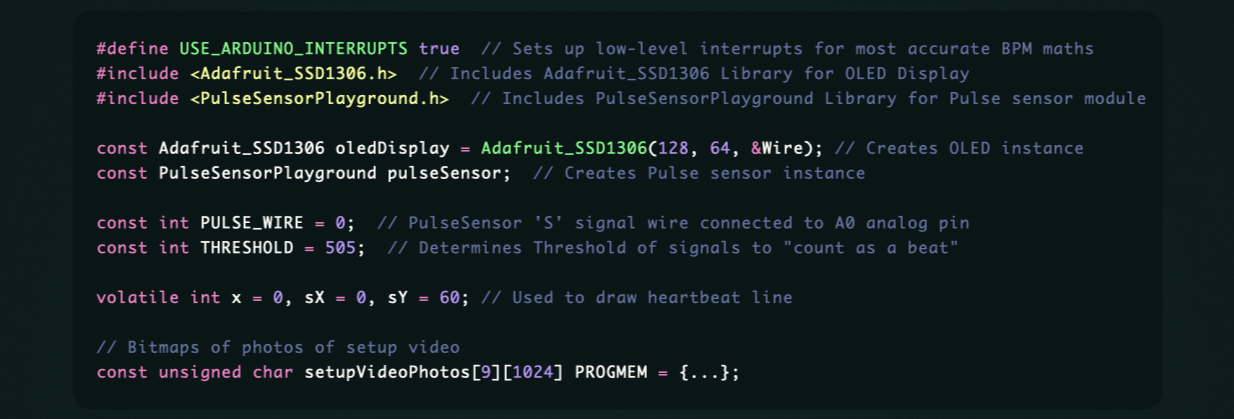 #define USE_ARDUINO_INTERRUPTS true  // Sets up low-level interrupts for most accurate BPM maths
#include <Adafruit_SSD1306.h>  // Includes Adafruit_SSD1306 Library for OLED Display
#include <PulseSensorPlayground.h>  // Includes PulseSensorPlayground Library for Pulse sensor module
const Adafruit_SSD1306 oledDisplay = Adafruit_SSD1306(128, 64, &Wire); // Creates OLED instance
const PulseSensorPlayground pulseSensor;  // Creates Pulse sensor instance
const int PULSE_WIRE = 0;  // PulseSensor 'S' signal wire connected to A0 analog pin
const int THRESHOLD = 505;  // Determines Threshold of signals to "count as a beat"
volatile int x = 0, sX = 0, sY = 60; // Used to draw heartbeat line
// Bitmaps of photos of setup video
const unsigned char setupVideoPhotos[9][1024] PROGMEM = {...};